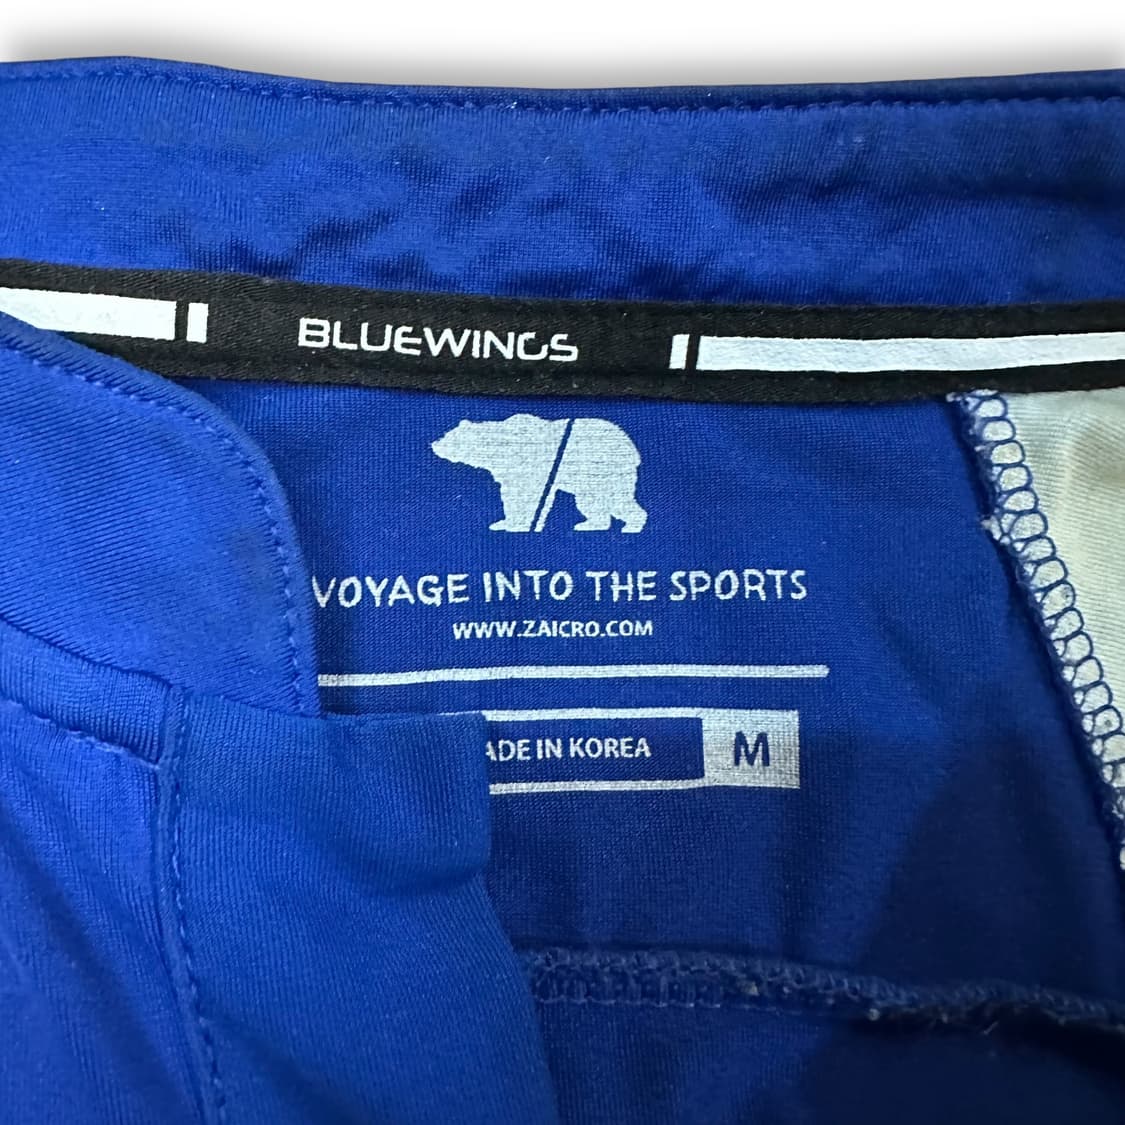 BLUEWINGS
VOYAGE INTO THE SPORTS
WWW.ZAICRO.COM
ADE IN KOREA
M